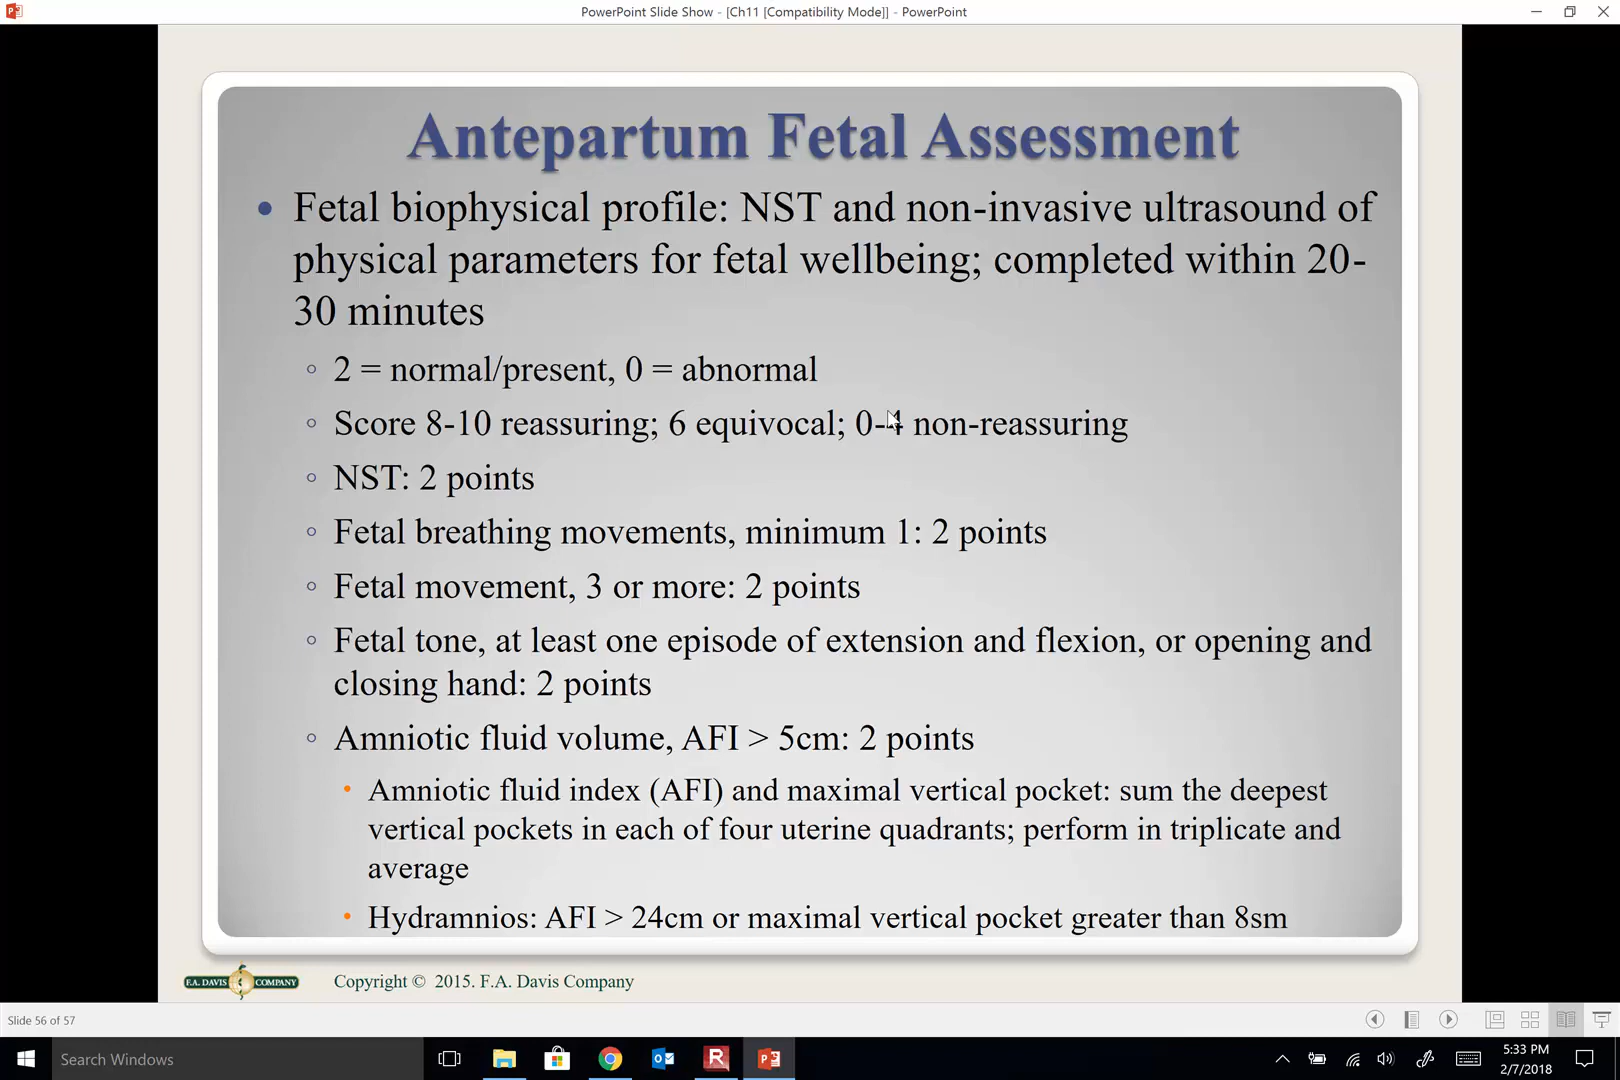 PowerPoint Slide Show - [Ch11 [Compatibility Mode]] - PowerPoint
Antepartum Fetal Assessment
Fetal biophysical profile: NST and non-invasive ultrasound of
physical parameters for fetal wellbeing; completed within 20-
30 minutes
2 = normal/present, 0 = abnormal
Score 8-10 reassuring; 6 equivocal; 0-4 non-reassuring
NST: 2 points
Fetal breathing movements, minimum 1: 2 points
Fetal movement, 3 or more: 2 points
Fetal tone, at least one episode of extension and flexion, or opening and
closing hand: 2 points
Amniotic fluid volume, AFI > 5cm: 2 points
Amniotic fluid index (AFI) and maximal vertical pocket: sum the deepest
vertical pockets in each of four uterine quadrants; perform in triplicate and
average
Hydramnios: AFI > 24cm or maximal vertical pocket greater than 8sm
F.A. DAVIS COMPANY
Copyright © 2015. F.A. Davis Company
Slide 56 of 57
Search Windows
5:33 PM
2/7/2018